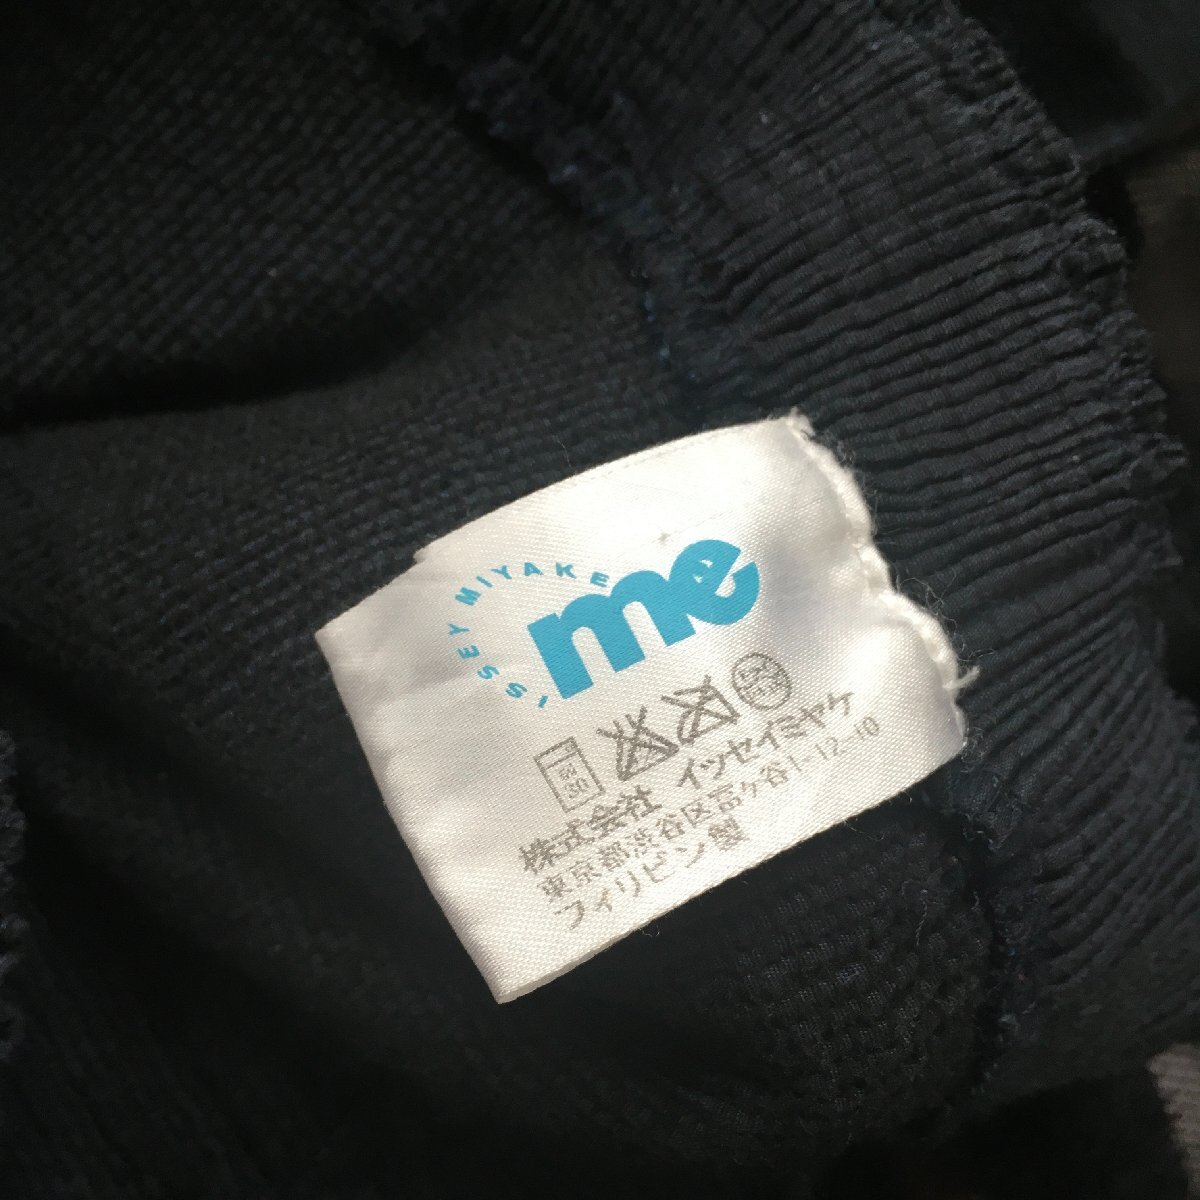 ISSEY MIYAKE
me
株式会社 イッセイミヤケ
東京都渋谷区富ヶ谷1-12-10
フィリピン製